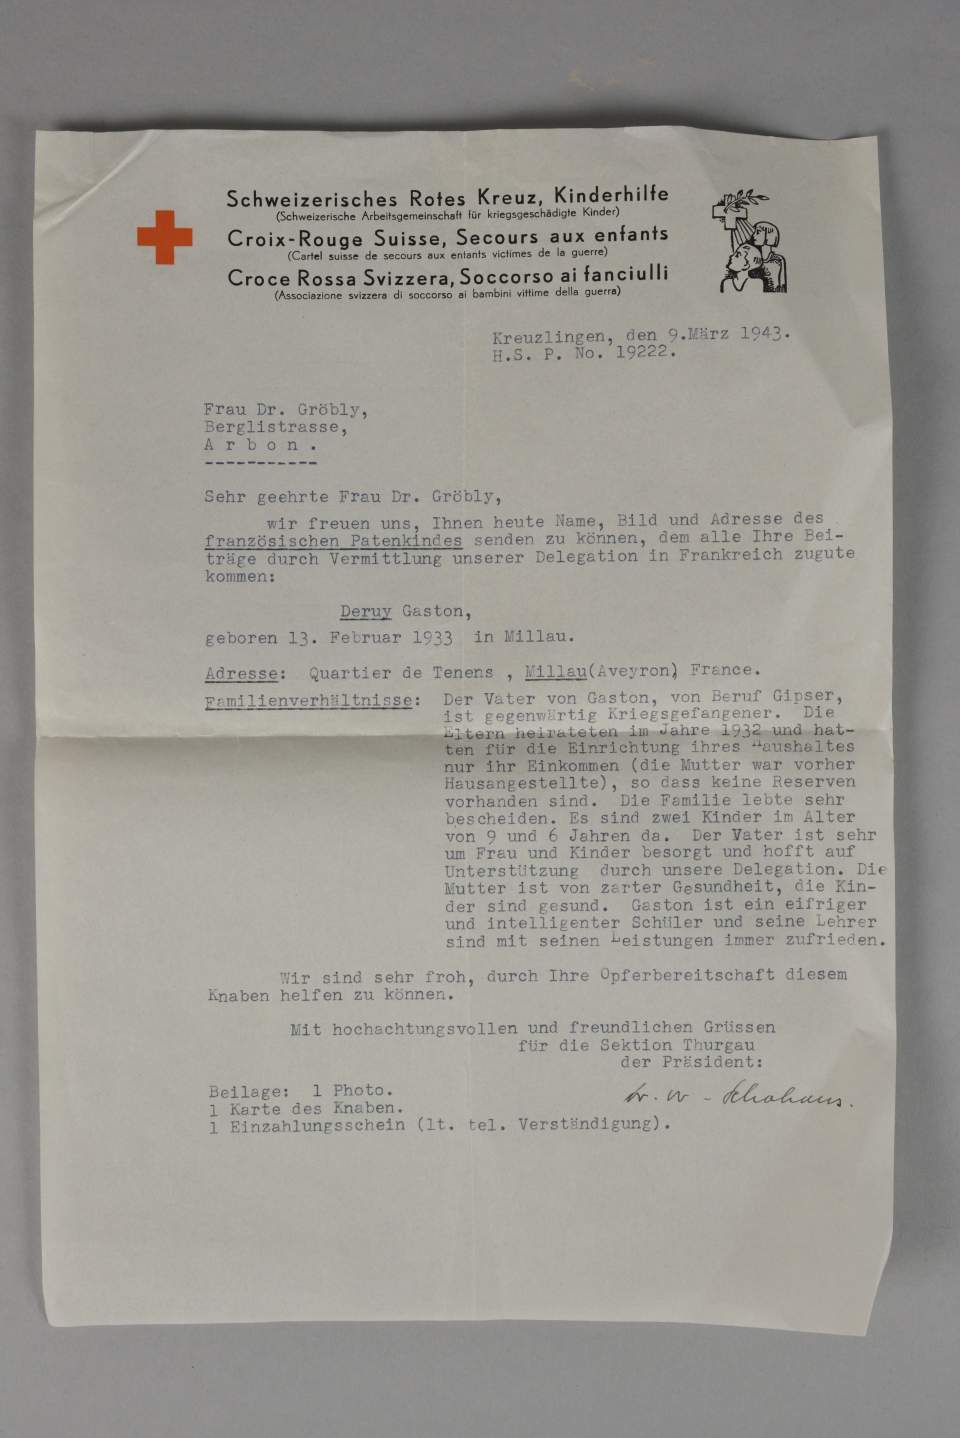 Schweizerisches Rotes Kreuz, Kinderhilfe
(Schweizerische Arbeitsgemeinschaft für kriegsgeschädigte Kinder)
Croix-Rouge Suisse, Secours aux enfants
(Cartel suisse de secours aux enfants victimes de la guerre)
Croce Rossa Svizzera, Soccorso ai fanciulli
(Associazione svizzera di soccorso ai bambini vittime della guerra)
Kreuzlingen, den 9.März 1943.
H.S. P. No. 19222.
Frau Dr. Gröbly,
Berglistrasse,
A r b o n .
-----------
Sehr geehrte Frau Dr. Gröbly,
wir freuen uns, Ihnen heute Name, Bild und Adresse des
französischen Patenkindes senden zu können, dem alle Ihre Bei-
träge durch Vermittlung unserer Delegation in Frankreich zugute
kommen:
Deruy Gaston,
geboren 13. Februar 1933 in Millau.
Adresse: Quartier de Tenens , Millau(Aveyron) France.
Familienverhältnisse: Der Vater von Gaston, von Beruf Gipser,
ist gegenwärtig Kriegsgefangener. Die
Eltern heirateten im Jahre 1932 und hat-
ten für die Einrichtung ihres Haushaltes
nur ihr Einkommen (die Mutter war vorher
Hausangestellte), so dass keine Reserven
vorhanden sind. Die Familie lebte sehr
bescheiden. Es sind zwei Kinder im Alter
von 9 und 6 Jahren da. Der Vater ist sehr
um Frau und Kinder besorgt und hofft auf
Unterstützung durch unsere Delegation. Die
Mutter ist von zarter Gesundheit, die Kin-
der sind gesund. Gaston ist ein eifriger
und intelligenter Schüler und seine Lehrer
sind mit seinen Leistungen immer zufrieden.
Wir sind sehr froh, durch Ihre Opferbereitschaft diesem
Knaben helfen zu können.
Mit hochachtungsvollen und freundlichen Grüssen
für die Sektion Thurgau
der Präsident:
Dr. W. Schohaus.
Beilage: 1 Photo.
1 Karte des Knaben.
1 Einzahlungsschein (lt. tel. Verständigung).